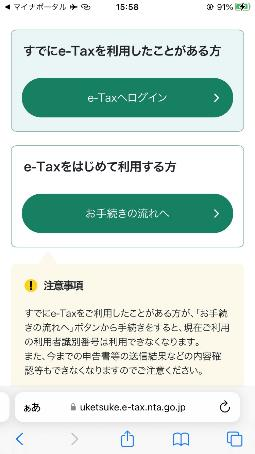 マイナポータル
15:58
91%
すでにe-Taxを利用したことがある方
e-Taxへログイン
e-Taxをはじめて利用する方
お手続きの流れへ
注意事項
すでにe-Taxをご利用したことがある方が、「お手続
きの流れへ」ボタンから手続きをすると、現在ご利用
の利用者識別番号は利用できなくなります。
また、今までの申告書等の送信結果などの内容確
認等もできなくなりますのでご注意ください。
ああ
uketsuke.e-tax.nta.go.jp